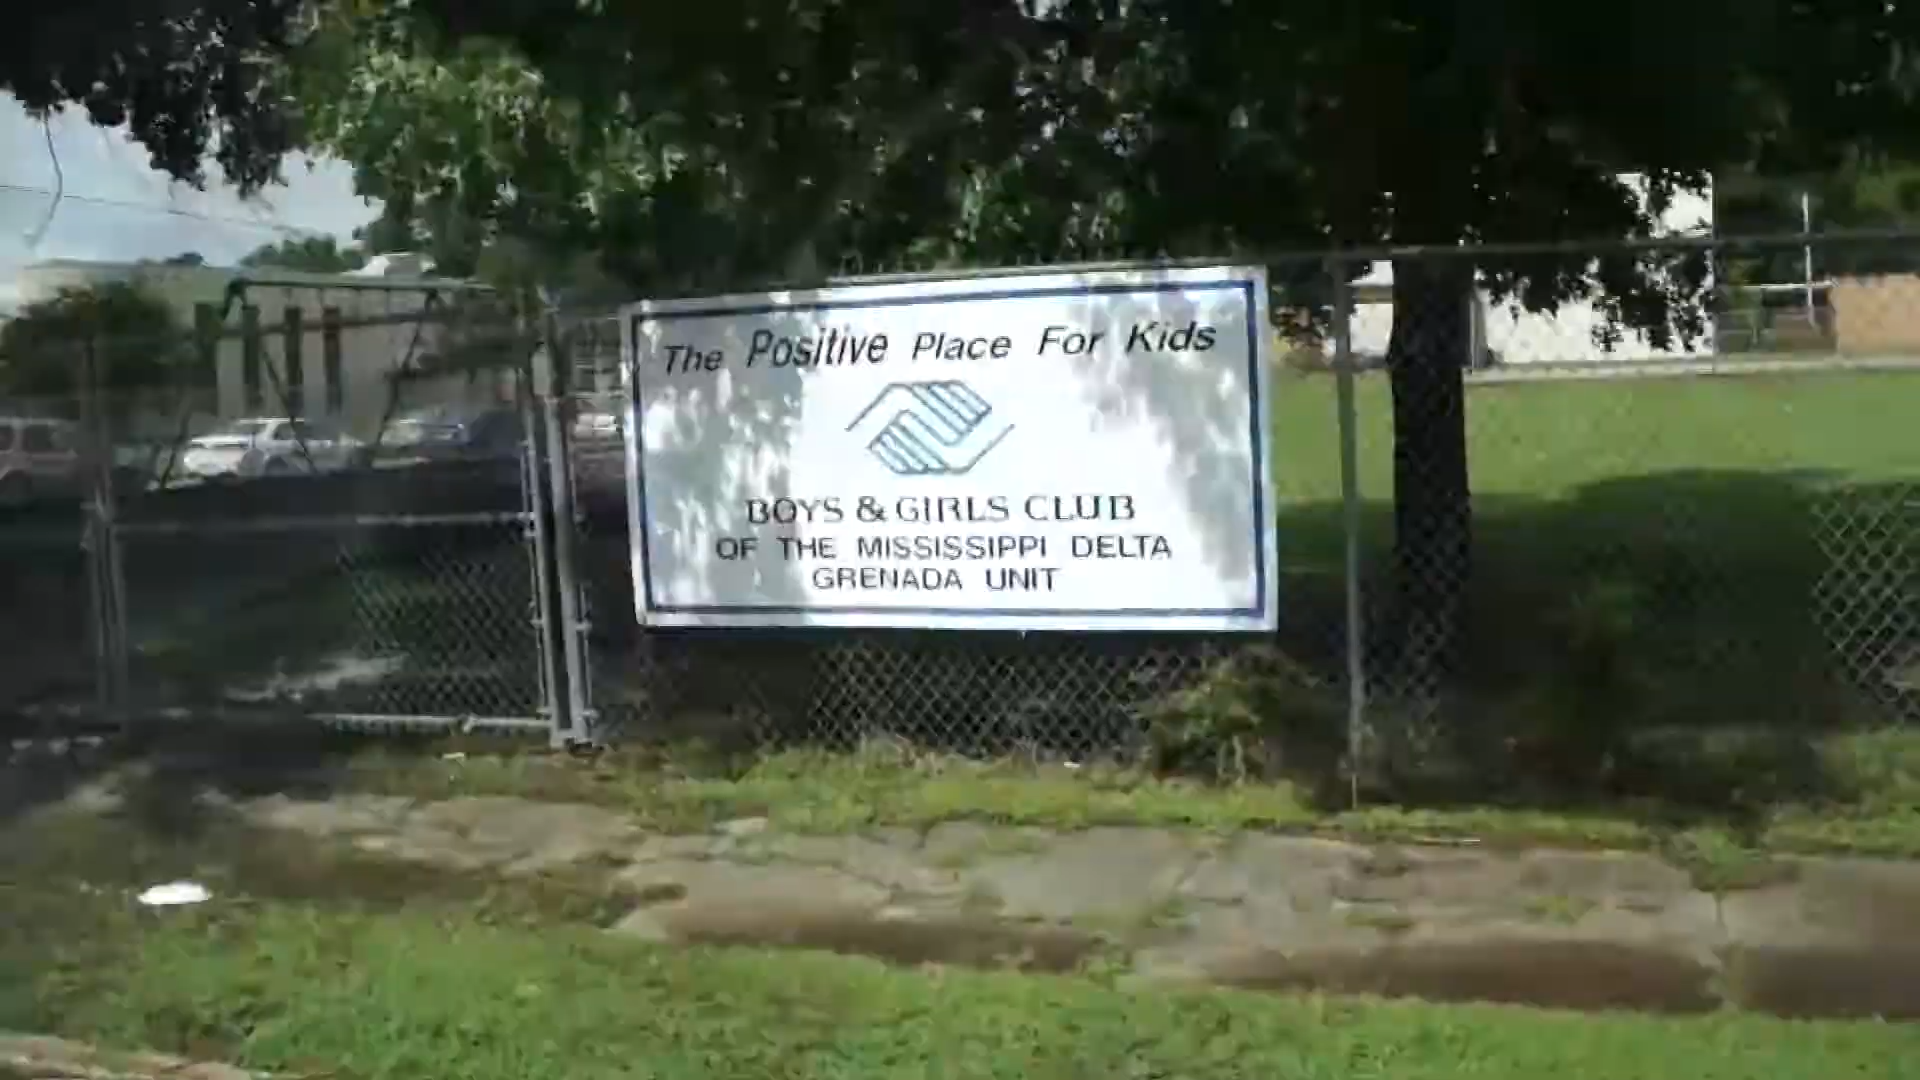 The Positive Place For Kids
BOYS & GIRLS CLUB
OF THE MISSISSIPPI DELTA
GRENADA UNIT